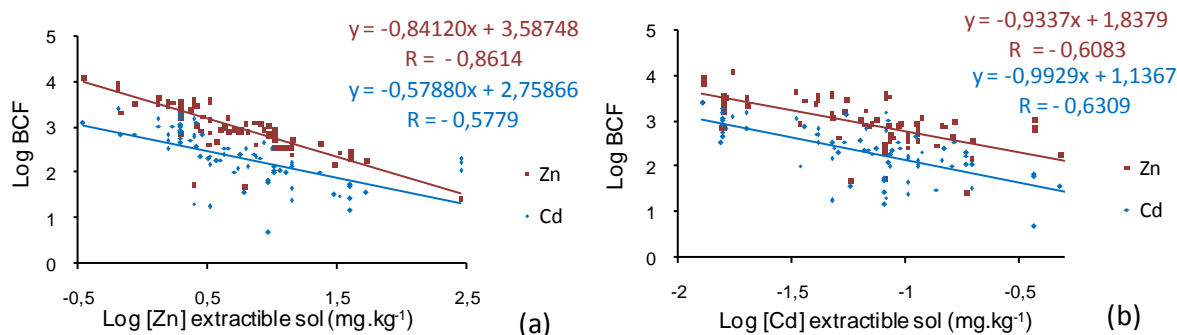 y = -0,84120x + 3,58748
R = - 0,8614
y = -0,57880x + 2,75866
R = - 0,5779
5
4
3
2
1
0
Log BCF
-0,5
0,5
1,5
2,5
Log [Zn] extractible sol (mg.kg-1)
Zn
Cd
(a)
y = -0,9337x + 1,8379
R = - 0,6083
y = -0,9929x + 1,1367
R = - 0,6309
5
4
3
2
1
0
Log BCF
-2
-1,5
-1
-0,5
Log [Cd] extractible sol (mg.kg-1)
Zn
Cd
(b)